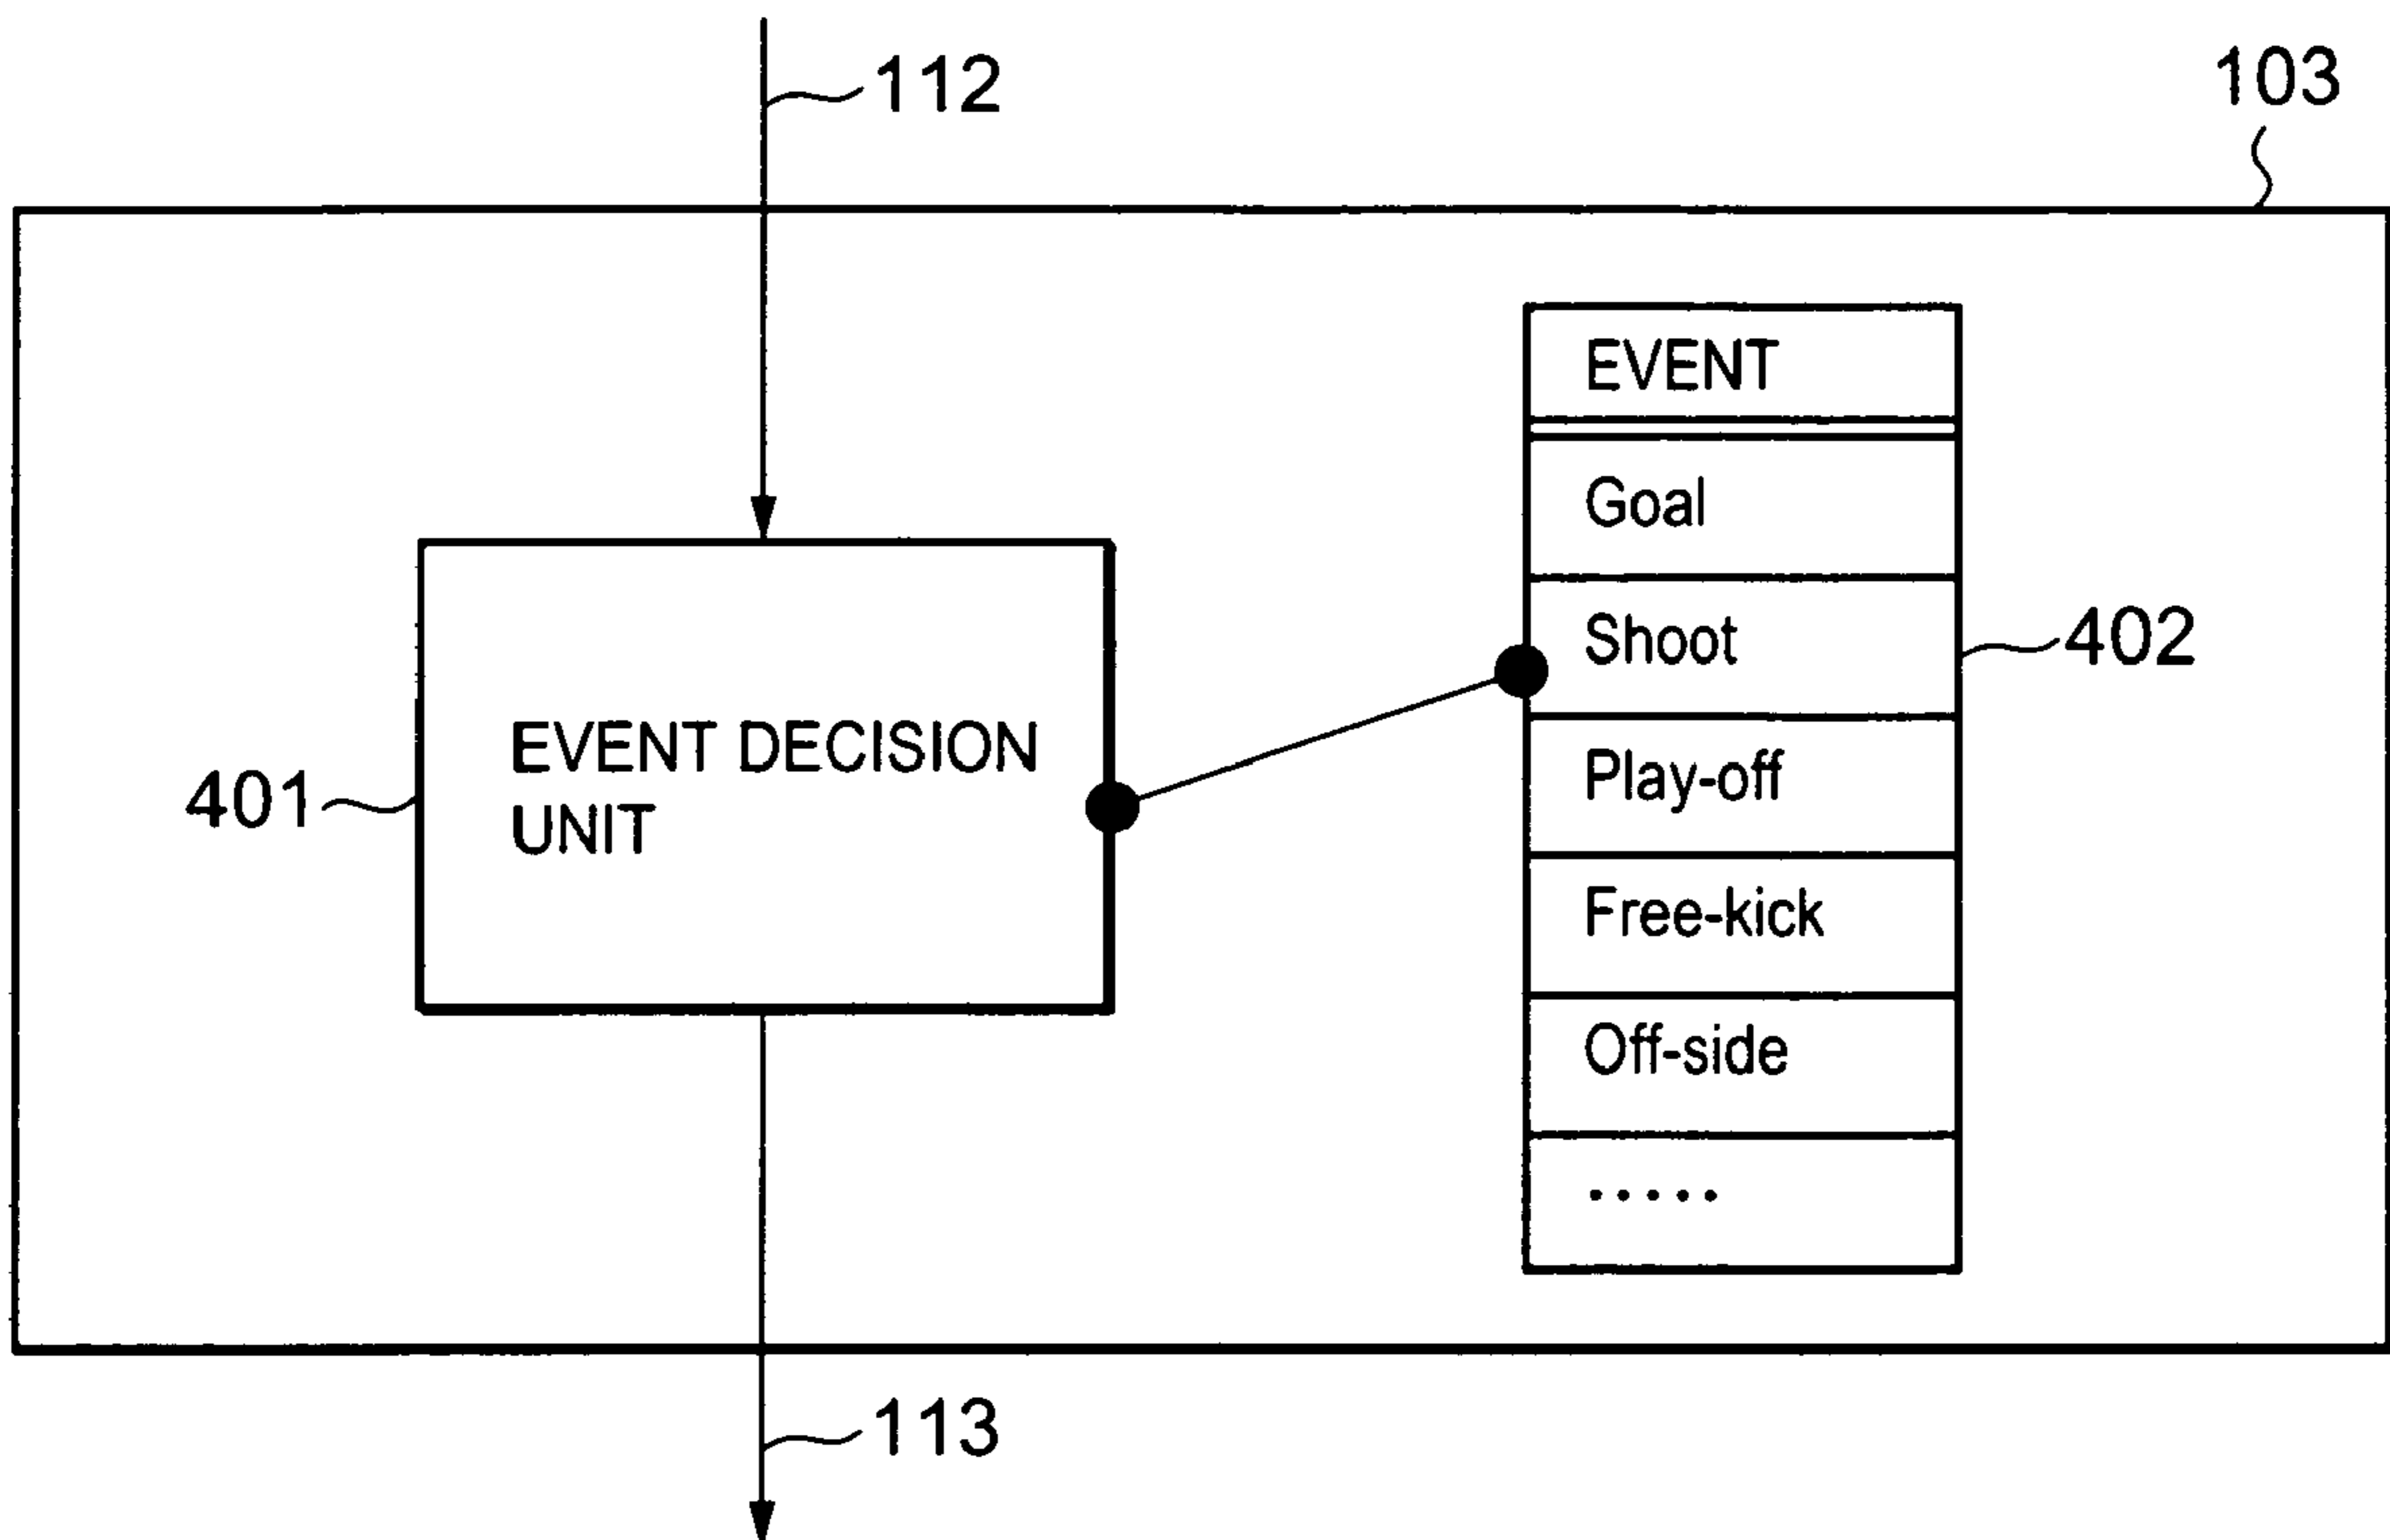 112
103
EVENT
Goal
Shoot
402
Play-off
EVENT DECISION
UNIT
401
Free-kick
Off-side
.....
113